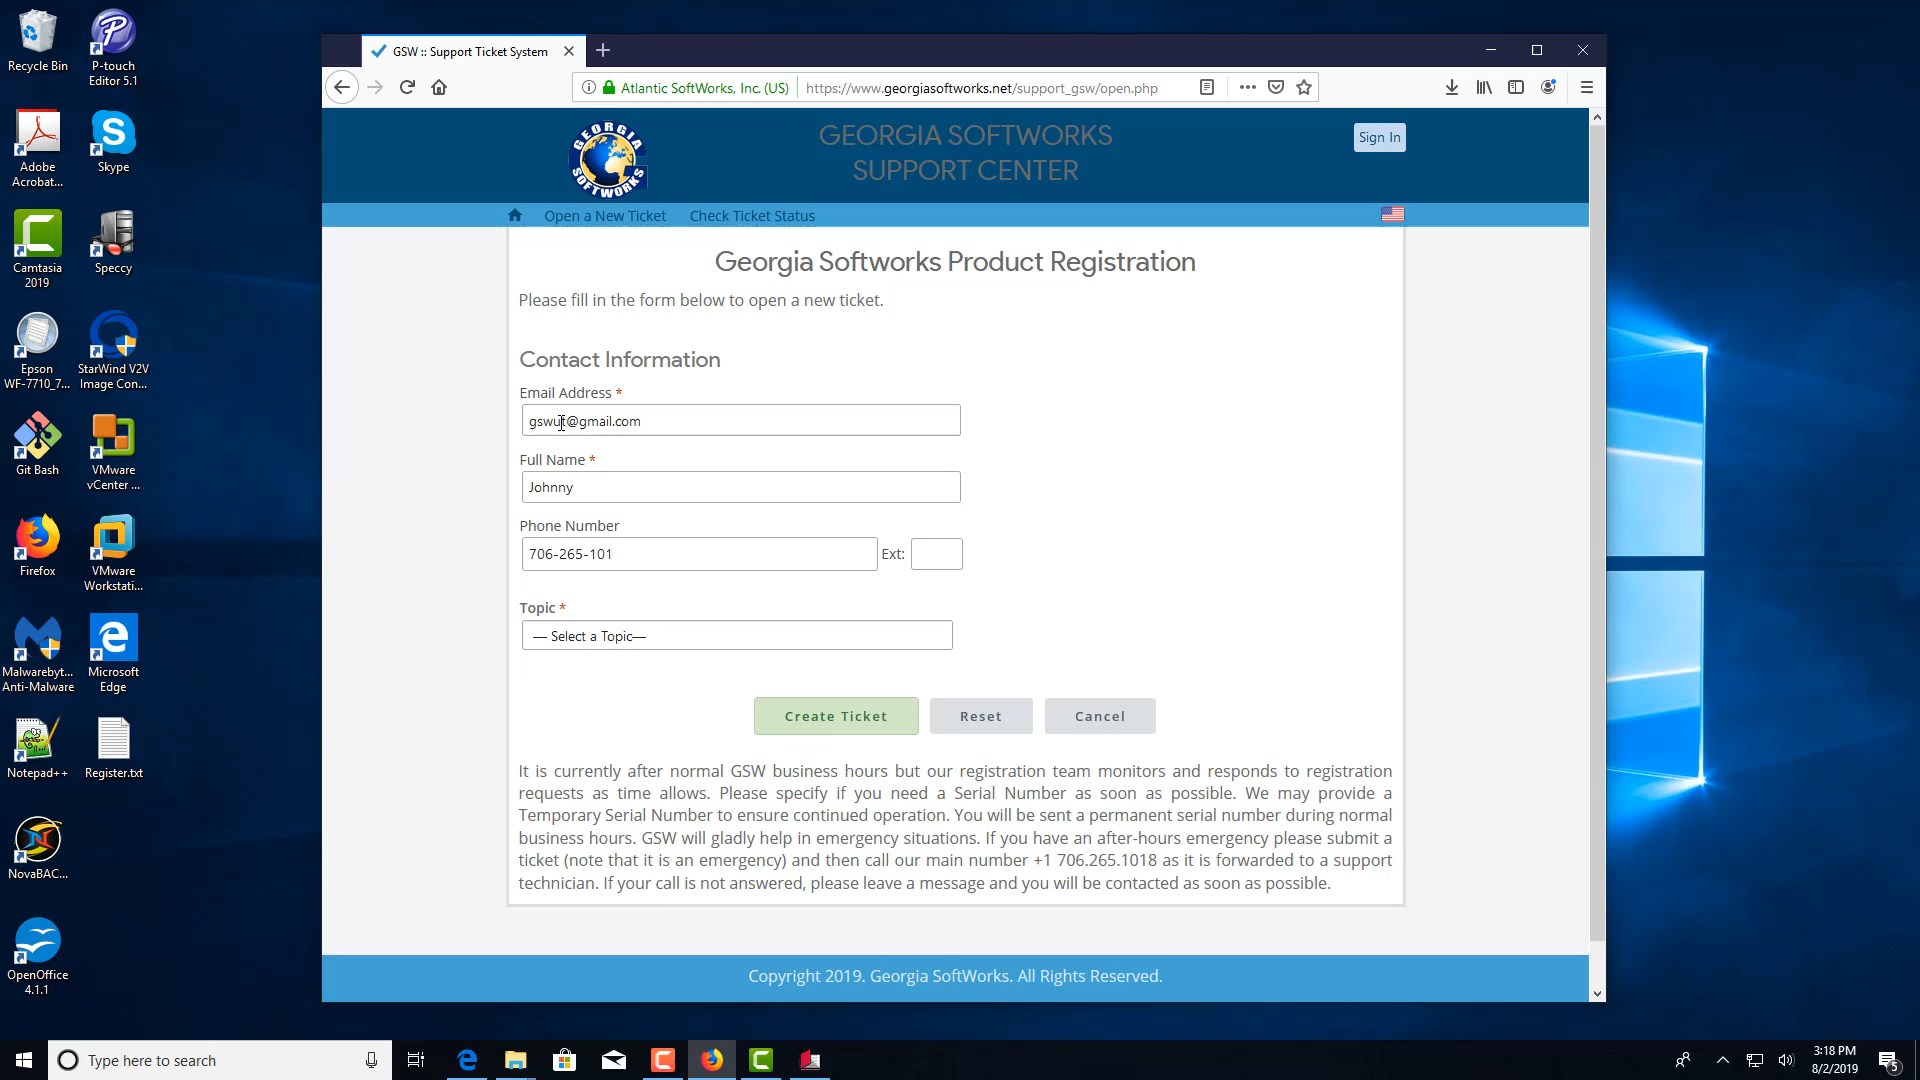 Recycle Bin
P-touch
Editor 5.1
Adobe
Acrobat...
Skype
Camtasia
2019
Speccy
Epson
WF-7710_7...
StarWind V2V
Image Con...
Git Bash
VMware
vCenter ...
Firefox
VMware
Workstati...
Malwarebyt...
Anti-Malware
Microsoft
Edge
Notepad++
Register.txt
NovaBAC...
OpenOffice
4.1.1
GSW :: Support Ticket System
Atlantic SoftWorks, Inc. (US)
https://www.georgiasoftworks.net/support_gsw/open.php
GEORGIA SOFTWORKS
GEORGIA SOFTWORKS
SUPPORT CENTER
Sign In
Open a New Ticket
Check Ticket Status
Georgia Softworks Product Registration
Please fill in the form below to open a new ticket.
Contact Information
Email Address *
gswut@gmail.com
Full Name *
Johnny
Phone Number
706-265-101
Ext:
Topic *
— Select a Topic—
Create Ticket
Reset
Cancel
It is currently after normal GSW business hours but our registration team monitors and responds to registration
requests as time allows. Please specify if you need a Serial Number as soon as possible. We may provide a
Temporary Serial Number to ensure continued operation. You will be sent a permanent serial number during normal
business hours. GSW will gladly help in emergency situations. If you have an after-hours emergency please submit a
ticket (note that it is an emergency) and then call our main number +1 706.265.1018 as it is forwarded to a support
technician. If your call is not answered, please leave a message and you will be contacted as soon as possible.
Copyright 2019. Georgia SoftWorks. All Rights Reserved.
Type here to search
3:18 PM
8/2/2019
5